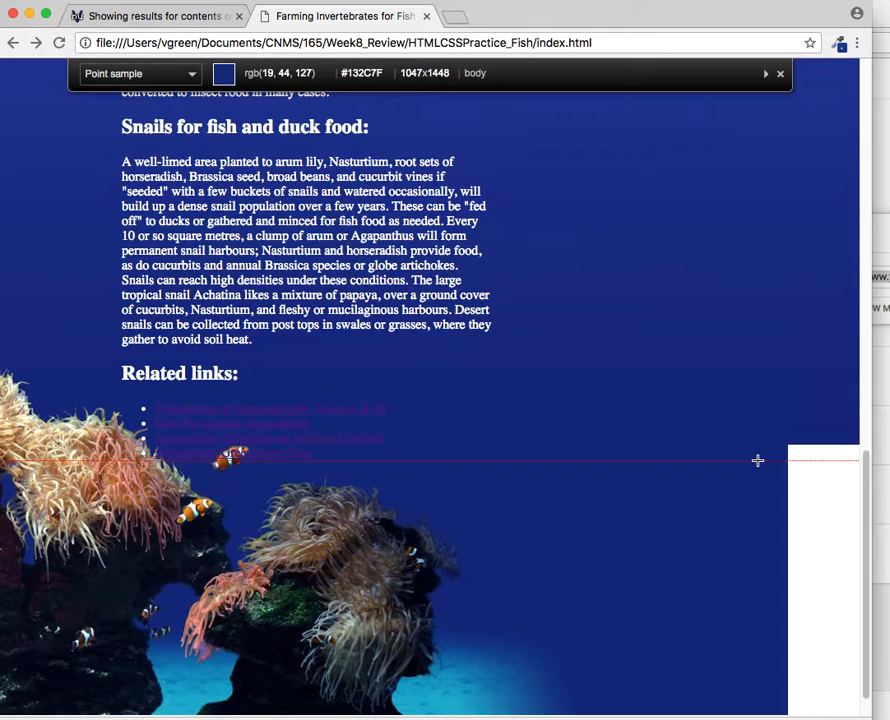 Showing results for contents o
Farming Invertebrates for Fish
file:///Users/vgreen/Documents/CNMS/165/Week8_Review/HTMLCSSPractice_Fish/index.html
Point sample
rgb(19, 44, 127)
#132C7F
1047x1448
body
converted to insect food in many cases.
Snails for fish and duck food:
A well-limed area planted to arum lily, Nasturtium, root sets of
horseradish, Brassica seed, broad beans, and cucurbit vines if
"seeded" with a few buckets of snails and watered occasionally, will
build up a dense snail population over a few years. These can be "fed
off" to ducks or gathered and minced for fish food as needed. Every
10 or so square metres, a clump of arum or Agapanthus will form
permanent snail harbours; Nasturtium and horseradish provide food,
as do cucurbits and annual Brassica species or globe artichokes.
Snails can reach high densities under these conditions. The large
tropical snail Achatina likes a mixture of papaya, over a ground cover
of cucurbits, Nasturtium, and fleshy or mucilaginous harbours. Desert
snails can be collected from post tops in swales or grasses, where they
gather to avoid soil heat.
Related links: